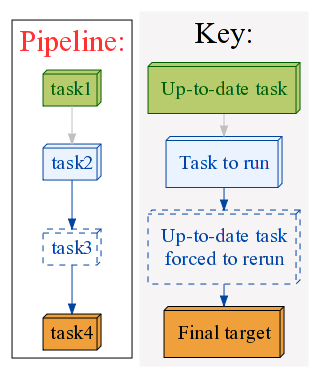 Pipeline:
task1
task2
task3
task4
Key:
Up-to-date task
Task to run
Up-to-date task
forced to rerun
Final target